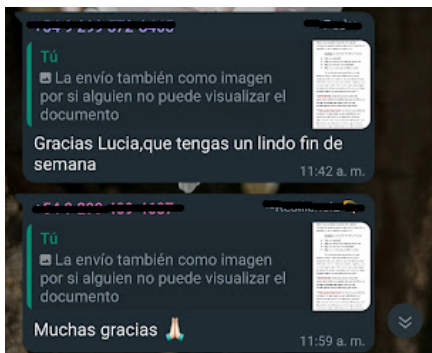 Tú
La envío también como imagen
por si alguien no puede visualizar el
documento
Gracias Lucia,que tengas un lindo fin de
semana
11:42 a. m.
Tú
La envío también como imagen
por si alguien no puede visualizar el
documento
Muchas gracias 🙏🏻
11:59 a. m.